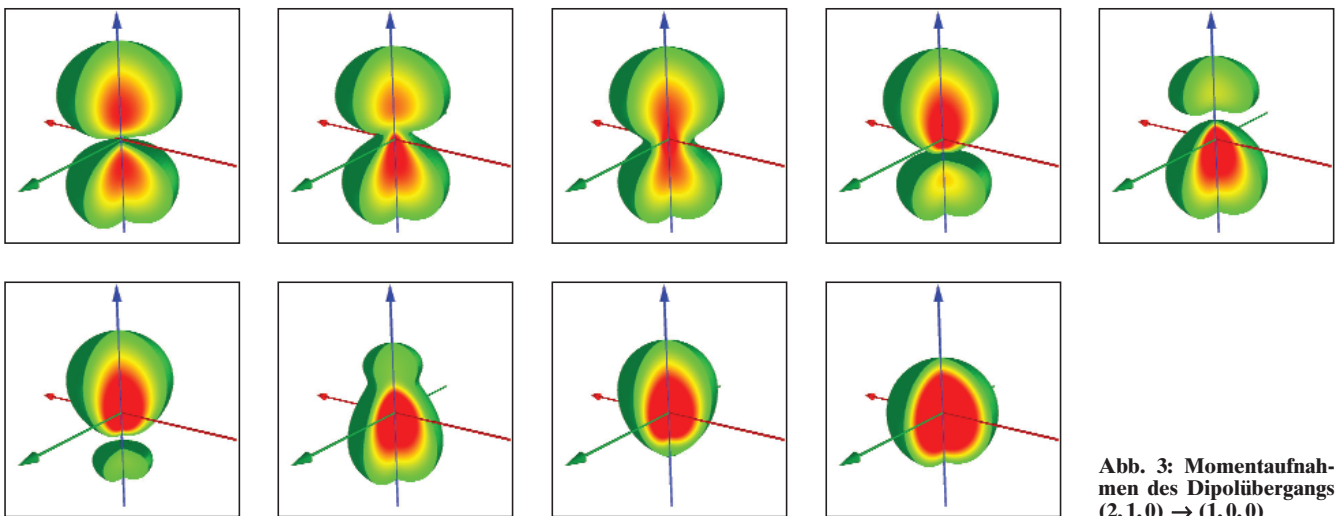 Abb. 3: Momentaufnah-
men des Dipolübergangs
(2, 1, 0) → (1, 0, 0)